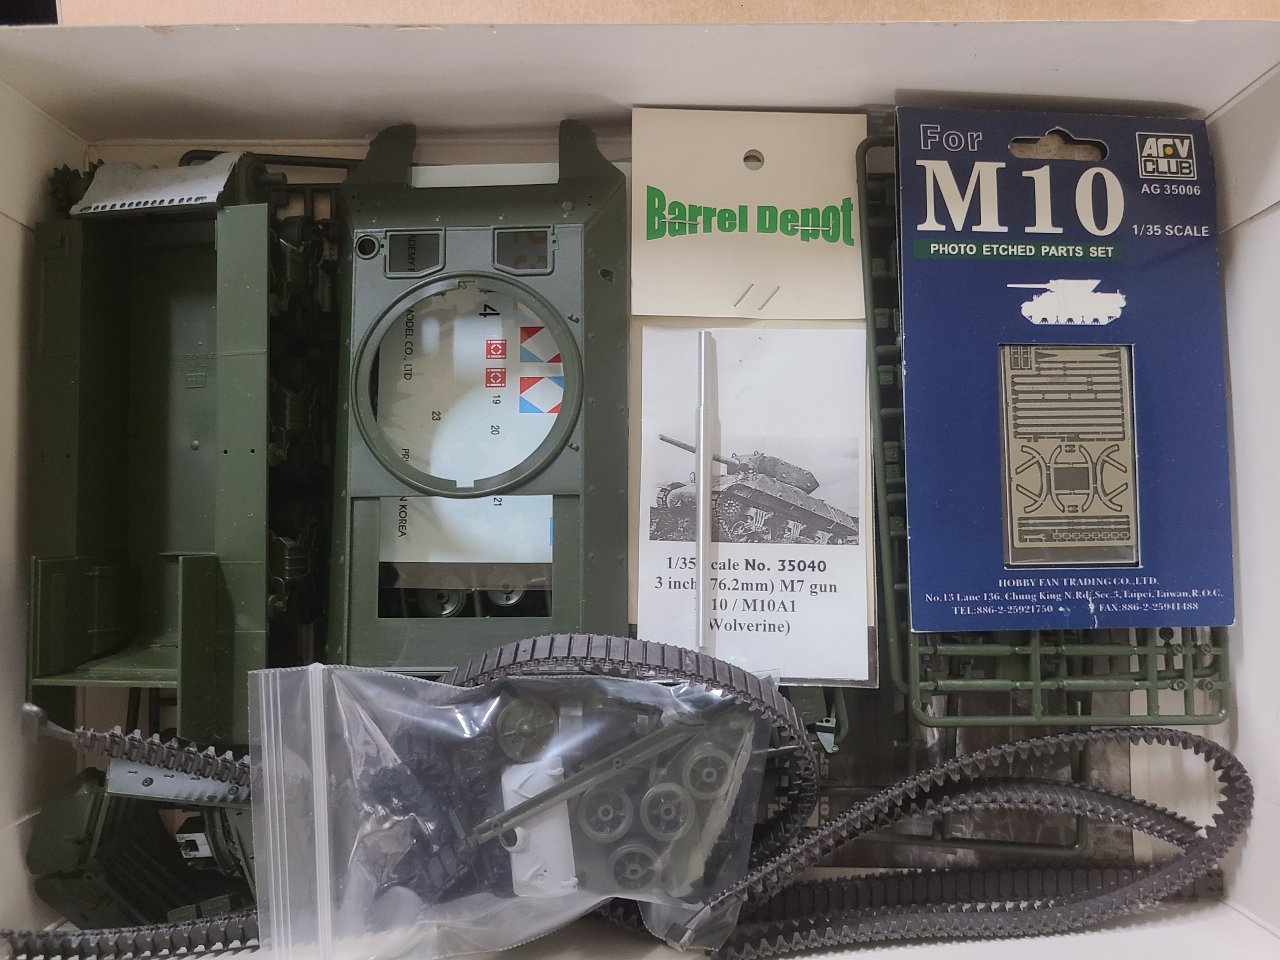 Barrel Depot
1/35 cale No. 35040
3 inch 76.2mm) M7 gun
10 / M10A1
Wolverine)
For
M10
AFV
CLUB
AG 35006
1/35 SCALE
PHOTO ETCHED PARTS SET
HOBBY FAN TRADING CO., LTD.
No.13 Lane 136, Chung King N.Rd. Sec.3, Taipei, Taiwan, R.O.C.
TEL:886-2-25921750
FAX:886-2-25941488
MODEL CO., LTD
N KOREA
4
19
20
21
23